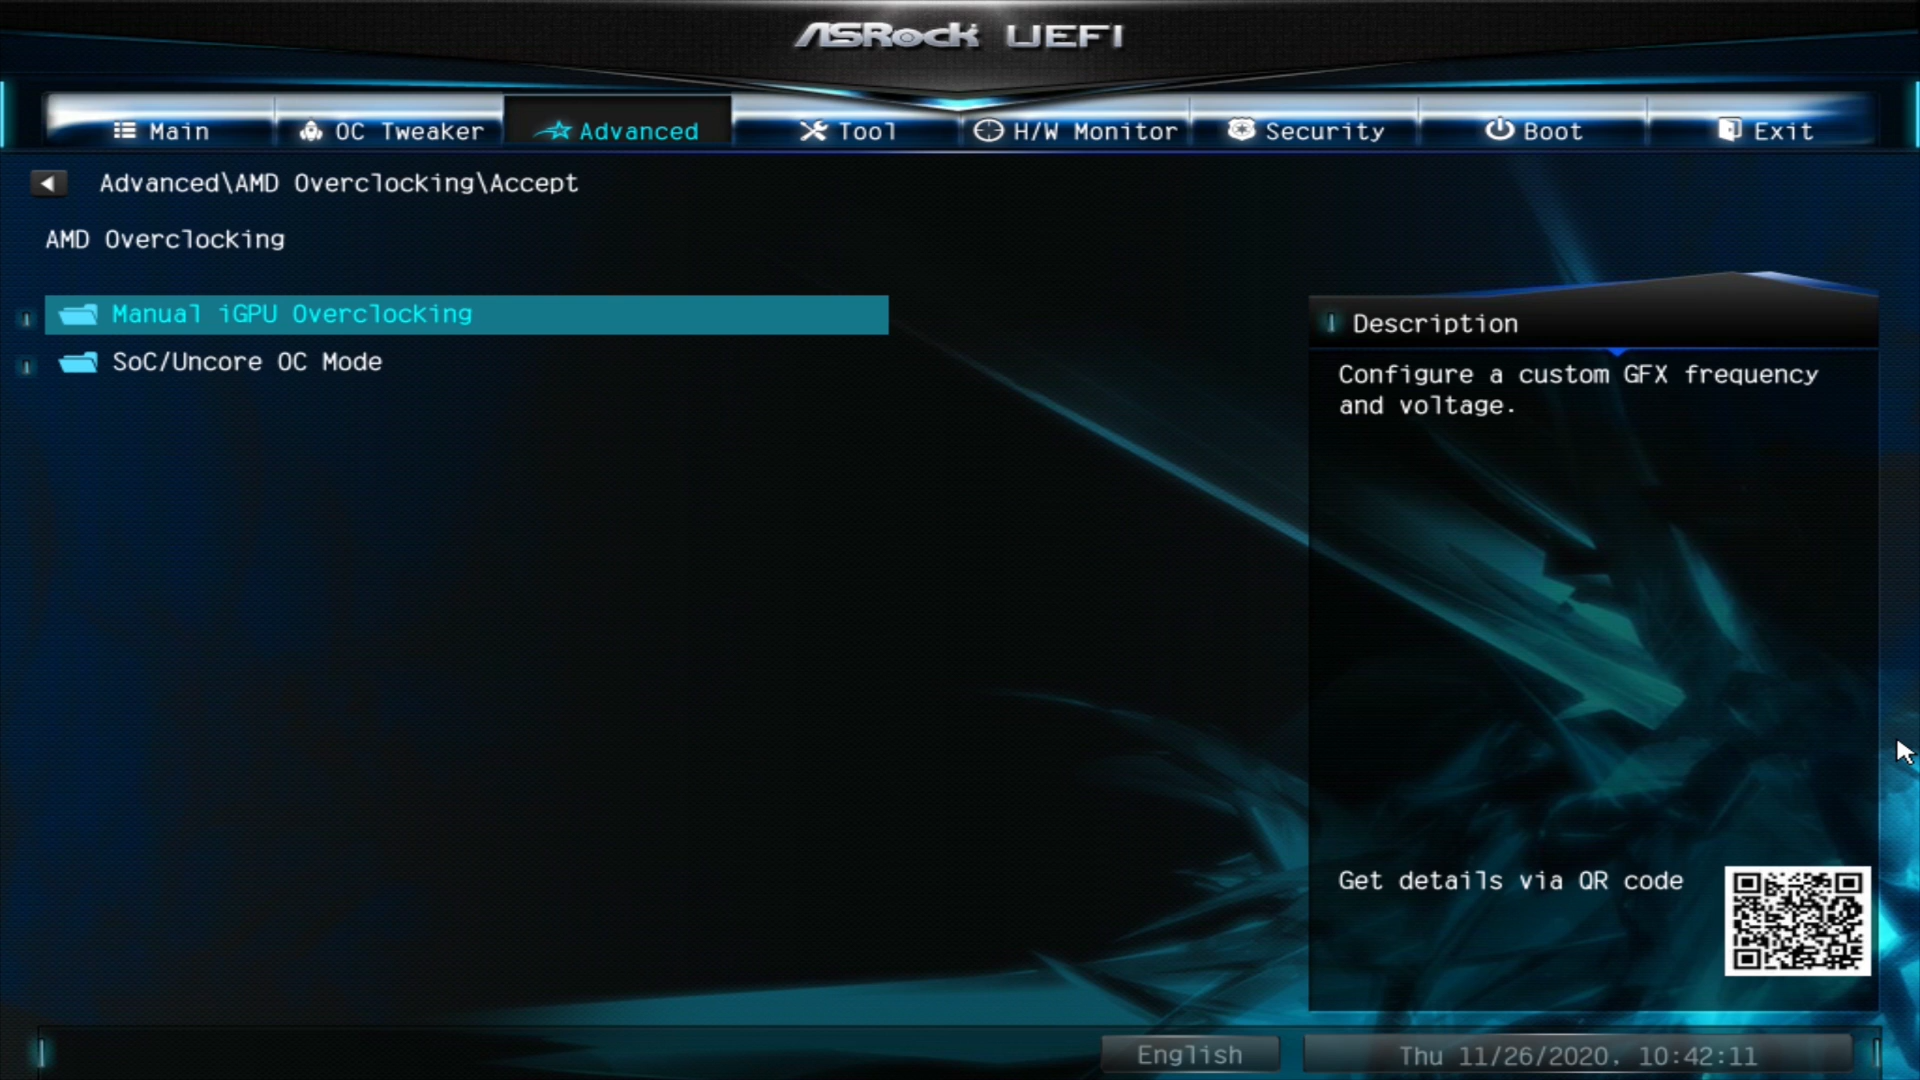 ASRock UEFI
Main OC Tweaker Advanced Tool H/W Monitor Security Boot Exit
Advanced\AMD Overclocking\Accept
AMD Overclocking
Manual iGPU Overclocking
SoC/Uncore OC Mode
Description
Configure a custom GFX frequency
and voltage.
Get details via QR code
English
Thu 11/26/2020, 10:42:11